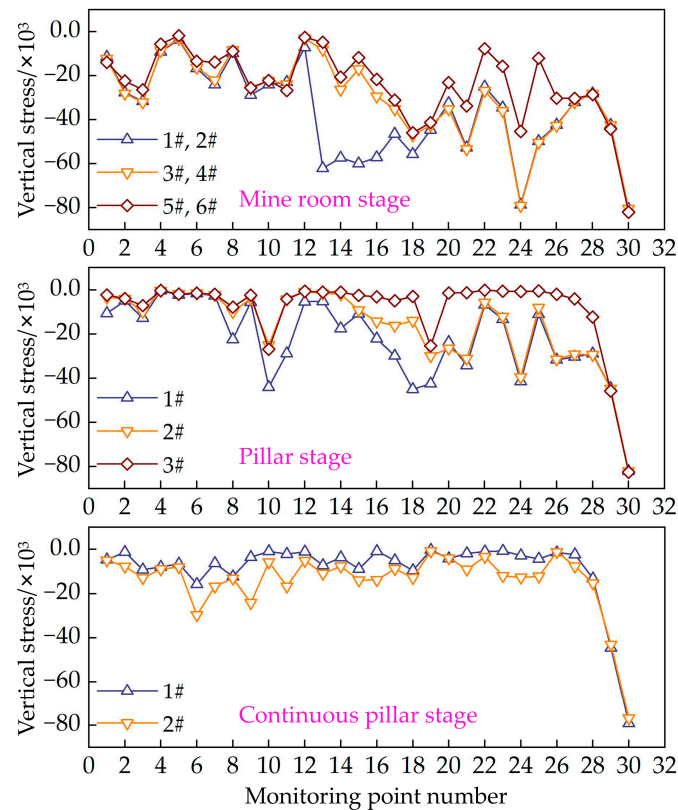 Vertical stress/×10³
0.0
−20
−40
−60
−80
1#, 2#
3#, 4#
5#, 6#
Mine room stage
0 2 4 6 8 10 12 14 16 18 20 22 24 26 28 30 32
Vertical stress/×10³
0.0
−20
−40
−60
−80
1#
2#
3#
Pillar stage
0 2 4 6 8 10 12 14 16 18 20 22 24 26 28 30 32
Vertical stress/×10³
0.0
−20
−40
−60
−80
1#
2#
Continuous pillar stage
0 2 4 6 8 10 12 14 16 18 20 22 24 26 28 30 32
Monitoring point number